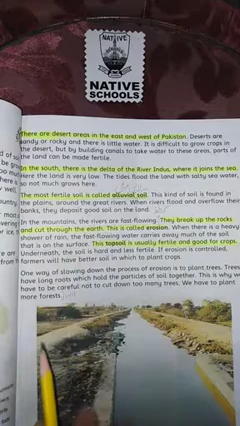 NATIVE
NATIVE
SCHOOLS
There are desert areas in the east and west of Pakistan. Deserts are
sandy or rocky and there is little water. It is difficult to grow crops in
the desert, but by building canals to take water to these areas, parts of
the land can be made fertile.
In the south, there is the delta of the River Indus, where it joins the sea.
Here the land is very low. The tides flood the land with salty sea water,
so not much grows here.
The most fertile soil is called alluvial soil. This kind of soil is found in
the plains, around the great rivers. When rivers flood and overflow their
banks, they deposit good soil on the land.
In the mountains, the rivers are fast-flowing. They break up the rocks
and cut through the earth. This is called erosion. When there is a heavy
shower of rain, the fast-flowing water carries away much of the soil
that is on the surface. This topsoil is usually fertile and good for crops.
Underneath, the soil is hard and less fertile. If erosion is controlled,
farmers will have better soil in which to plant crops.
One way of slowing down the process of erosion is to plant trees. Trees
have long roots which hold the particles of soil together. This is why we
have to be careful not to cut down too many trees. We have to plant
more forests.